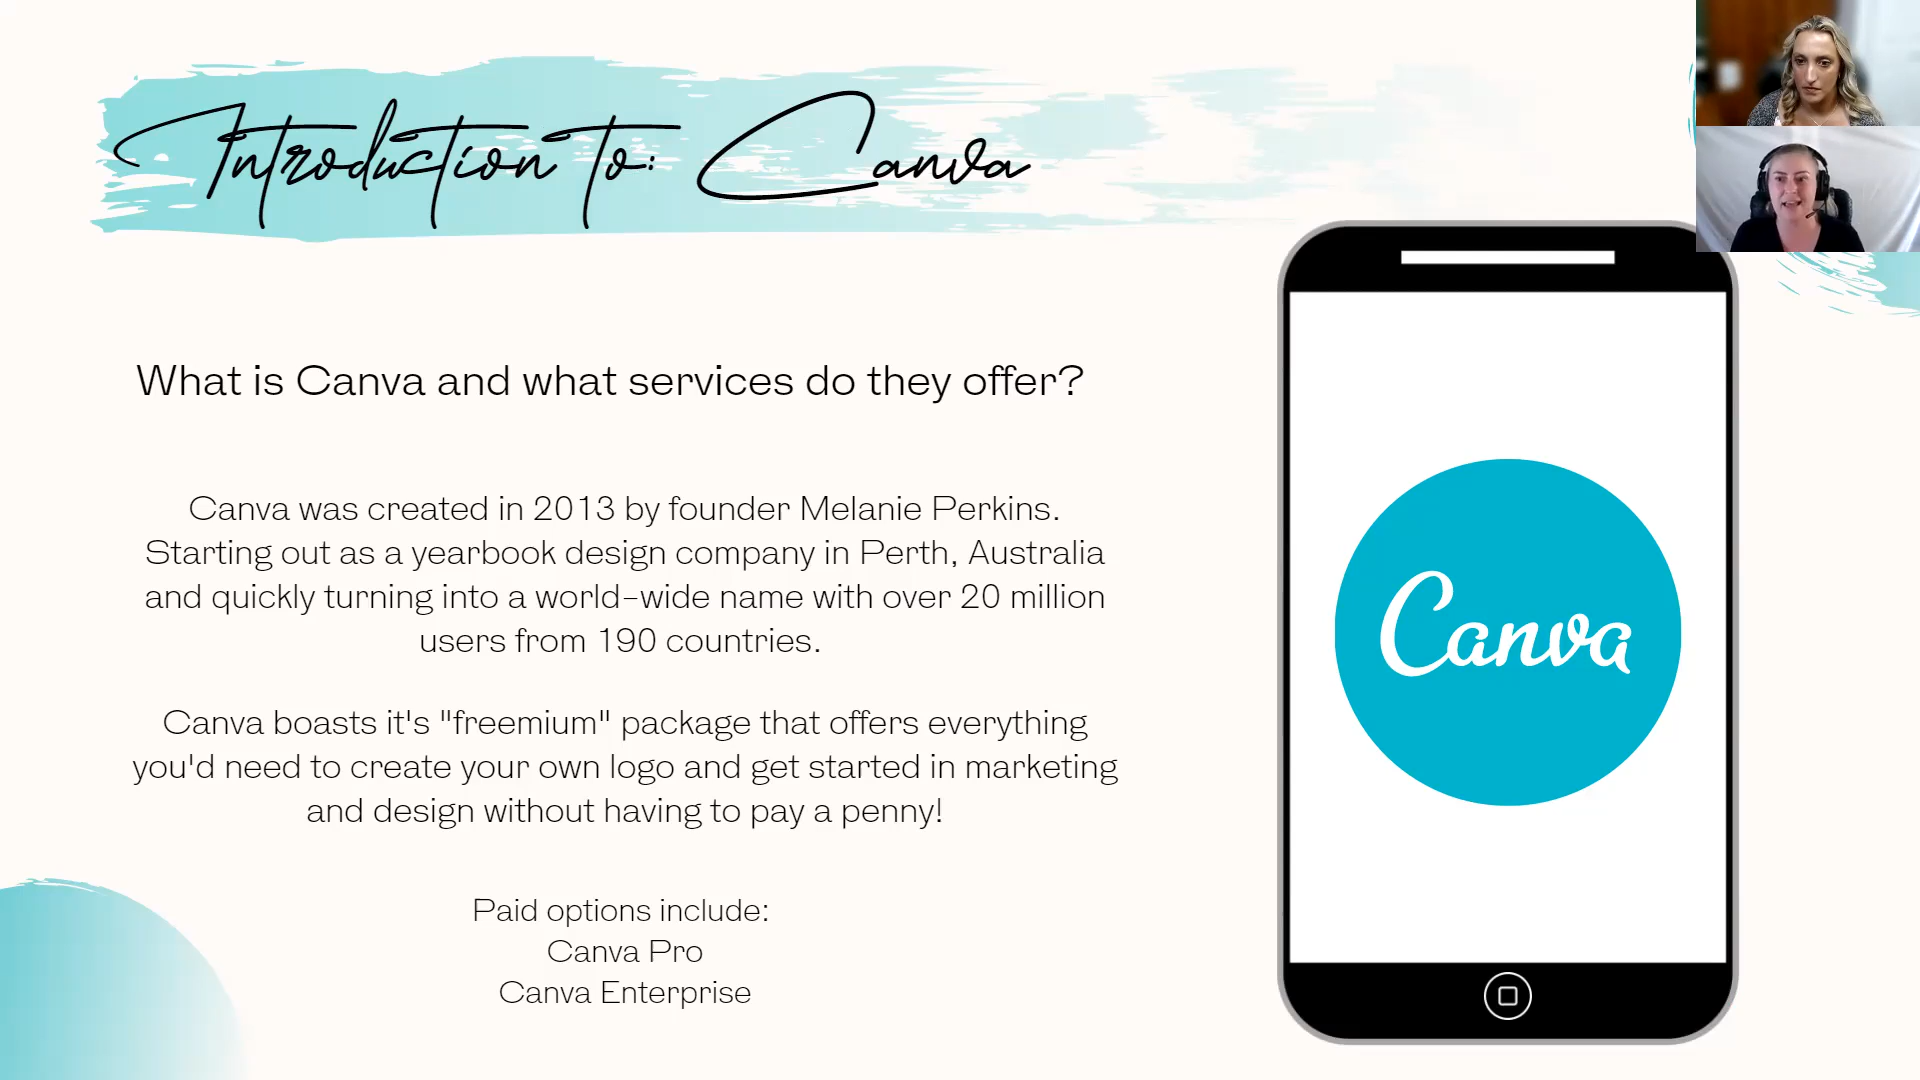 Introduction to: Canva
What is Canva and what services do they offer?
Canva was created in 2013 by founder Melanie Perkins.
Starting out as a yearbook design company in Perth, Australia
and quickly turning into a world-wide name with over 20 million
users from 190 countries.
Canva boasts it's "freemium" package that offers everything
you'd need to create your own logo and get started in marketing
and design without having to pay a penny!
Paid options include:
Canva Pro
Canva Enterprise
Canva